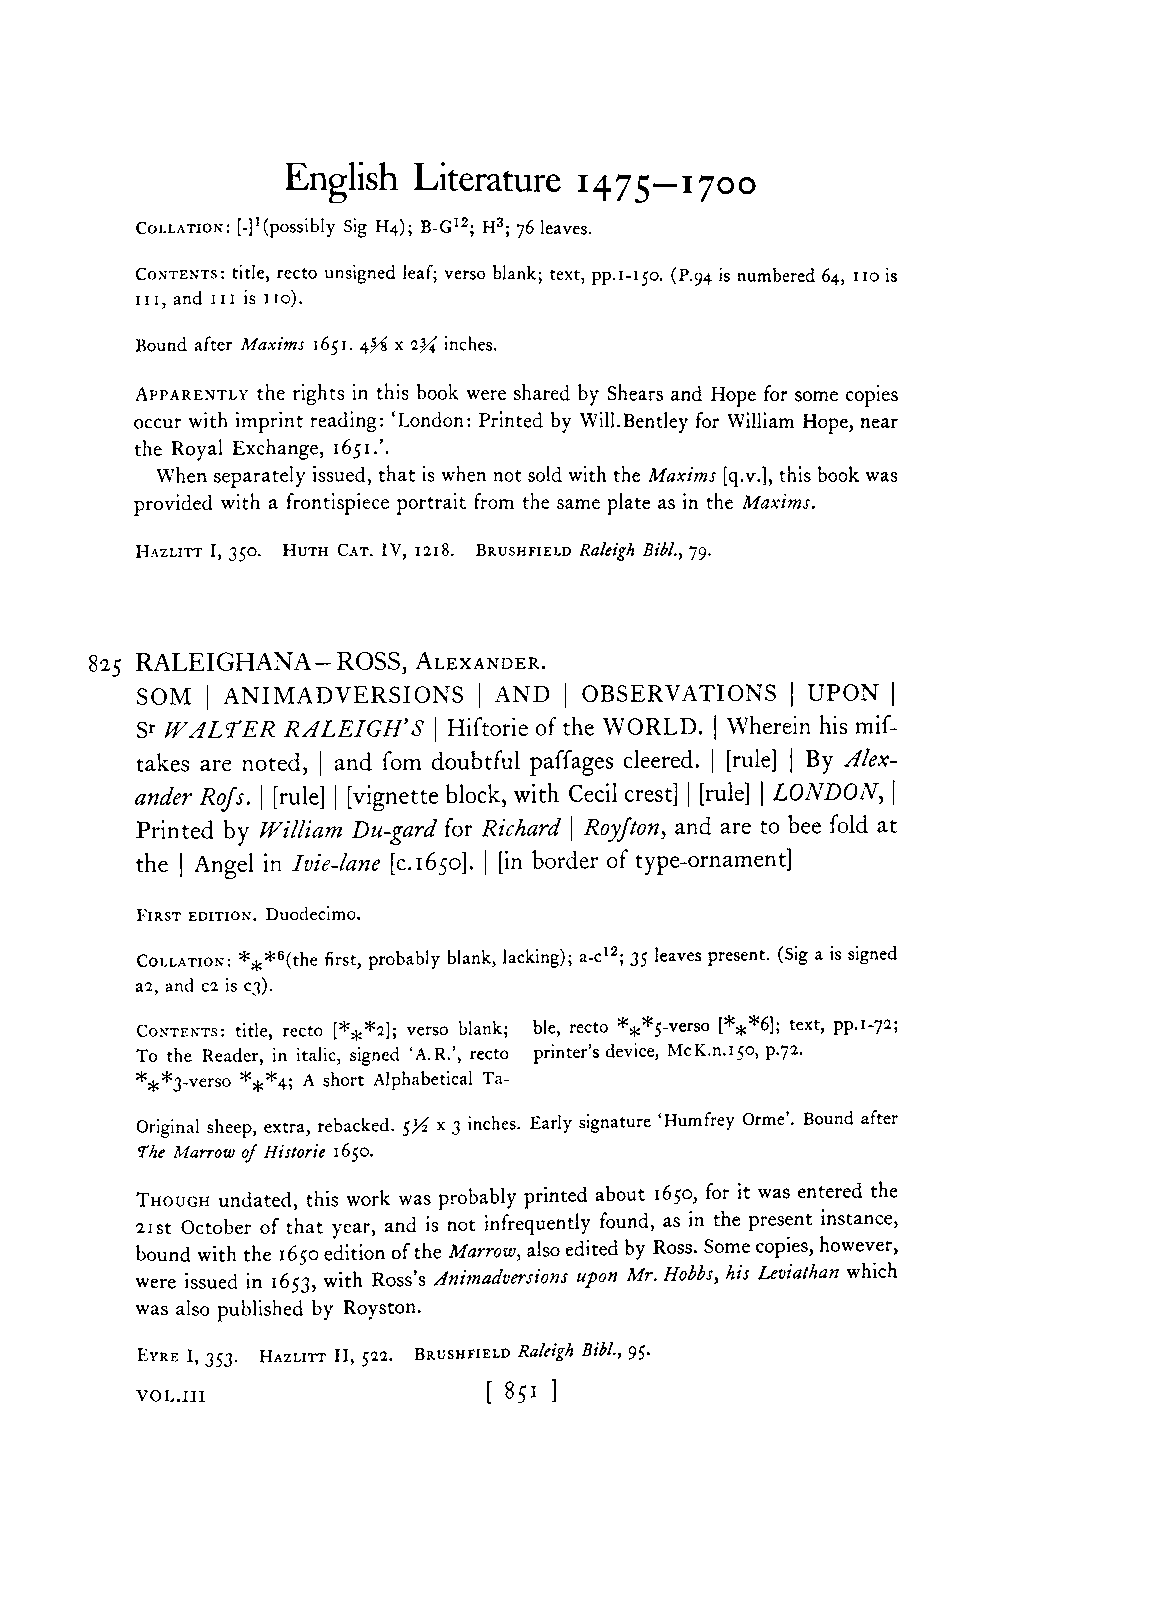 English Literature 1475–1700
COLLATION: [-]¹(possibly Sig H4); B-G¹²; H³; 76 leaves.
CONTENTS: title, recto unsigned leaf; verso blank; text, pp.1-150. (P.94 is numbered 64, 110 is
111, and 111 is 110).
Bound after Maxims 1651. 4⅝ x 2¾ inches.
APPARENTLY the rights in this book were shared by Shears and Hope for some copies
occur with imprint reading: ‘London: Printed by Will.Bentley for William Hope, near
the Royal Exchange, 1651.’.
When separately issued, that is when not sold with the Maxims [q.v.], this book was
provided with a frontispiece portrait from the same plate as in the Maxims.
HAZLITT I, 350. HUTH CAT. IV, 1218. BRUSHFIELD Raleigh Bibl., 79.
825 RALEIGHANA–ROSS, ALEXANDER.
SOM | ANIMADVERSIONS | AND | OBSERVATIONS | UPON |
Sʳ WALTER RALEIGH’S | Hiſtorie of the WORLD. | Wherein his miſ-
takes are noted, | and ſom doubtful paſſages cleered. | [rule] | By Alex-
ander Roſs. | [rule] | [vignette block, with Cecil crest] | [rule] | LONDON, |
Printed by William Du-gard for Richard | Royſton, and are to bee ſold at
the | Angel in Ivie-lane [c.1650]. | [in border of type-ornament]
FIRST EDITION. Duodecimo.
COLLATION: ***⁶(the first, probably blank, lacking); a-c¹²; 35 leaves present. (Sig a is signed
a2, and c2 is c3).
CONTENTS: title, recto [***2]; verso blank;
To the Reader, in italic, signed ‘A.R.’, recto
***3-verso ***4; A short Alphabetical Ta-
ble, recto ***5-verso [***6]; text, pp.1-72;
printer’s device, McK.n.150, p.72.
Original sheep, extra, rebacked. 5½ x 3 inches. Early signature ‘Humfrey Orme’. Bound after
The Marrow of Historie 1650.
THOUGH undated, this work was probably printed about 1650, for it was entered the
21st October of that year, and is not infrequently found, as in the present instance,
bound with the 1650 edition of the Marrow, also edited by Ross. Some copies, however,
were issued in 1653, with Ross’s Animadversions upon Mr. Hobbs, his Leviathan which
was also published by Royston.
EYRE I, 353. HAZLITT II, 522. BRUSHFIELD Raleigh Bibl., 95.
VOL.III
[ 851 ]